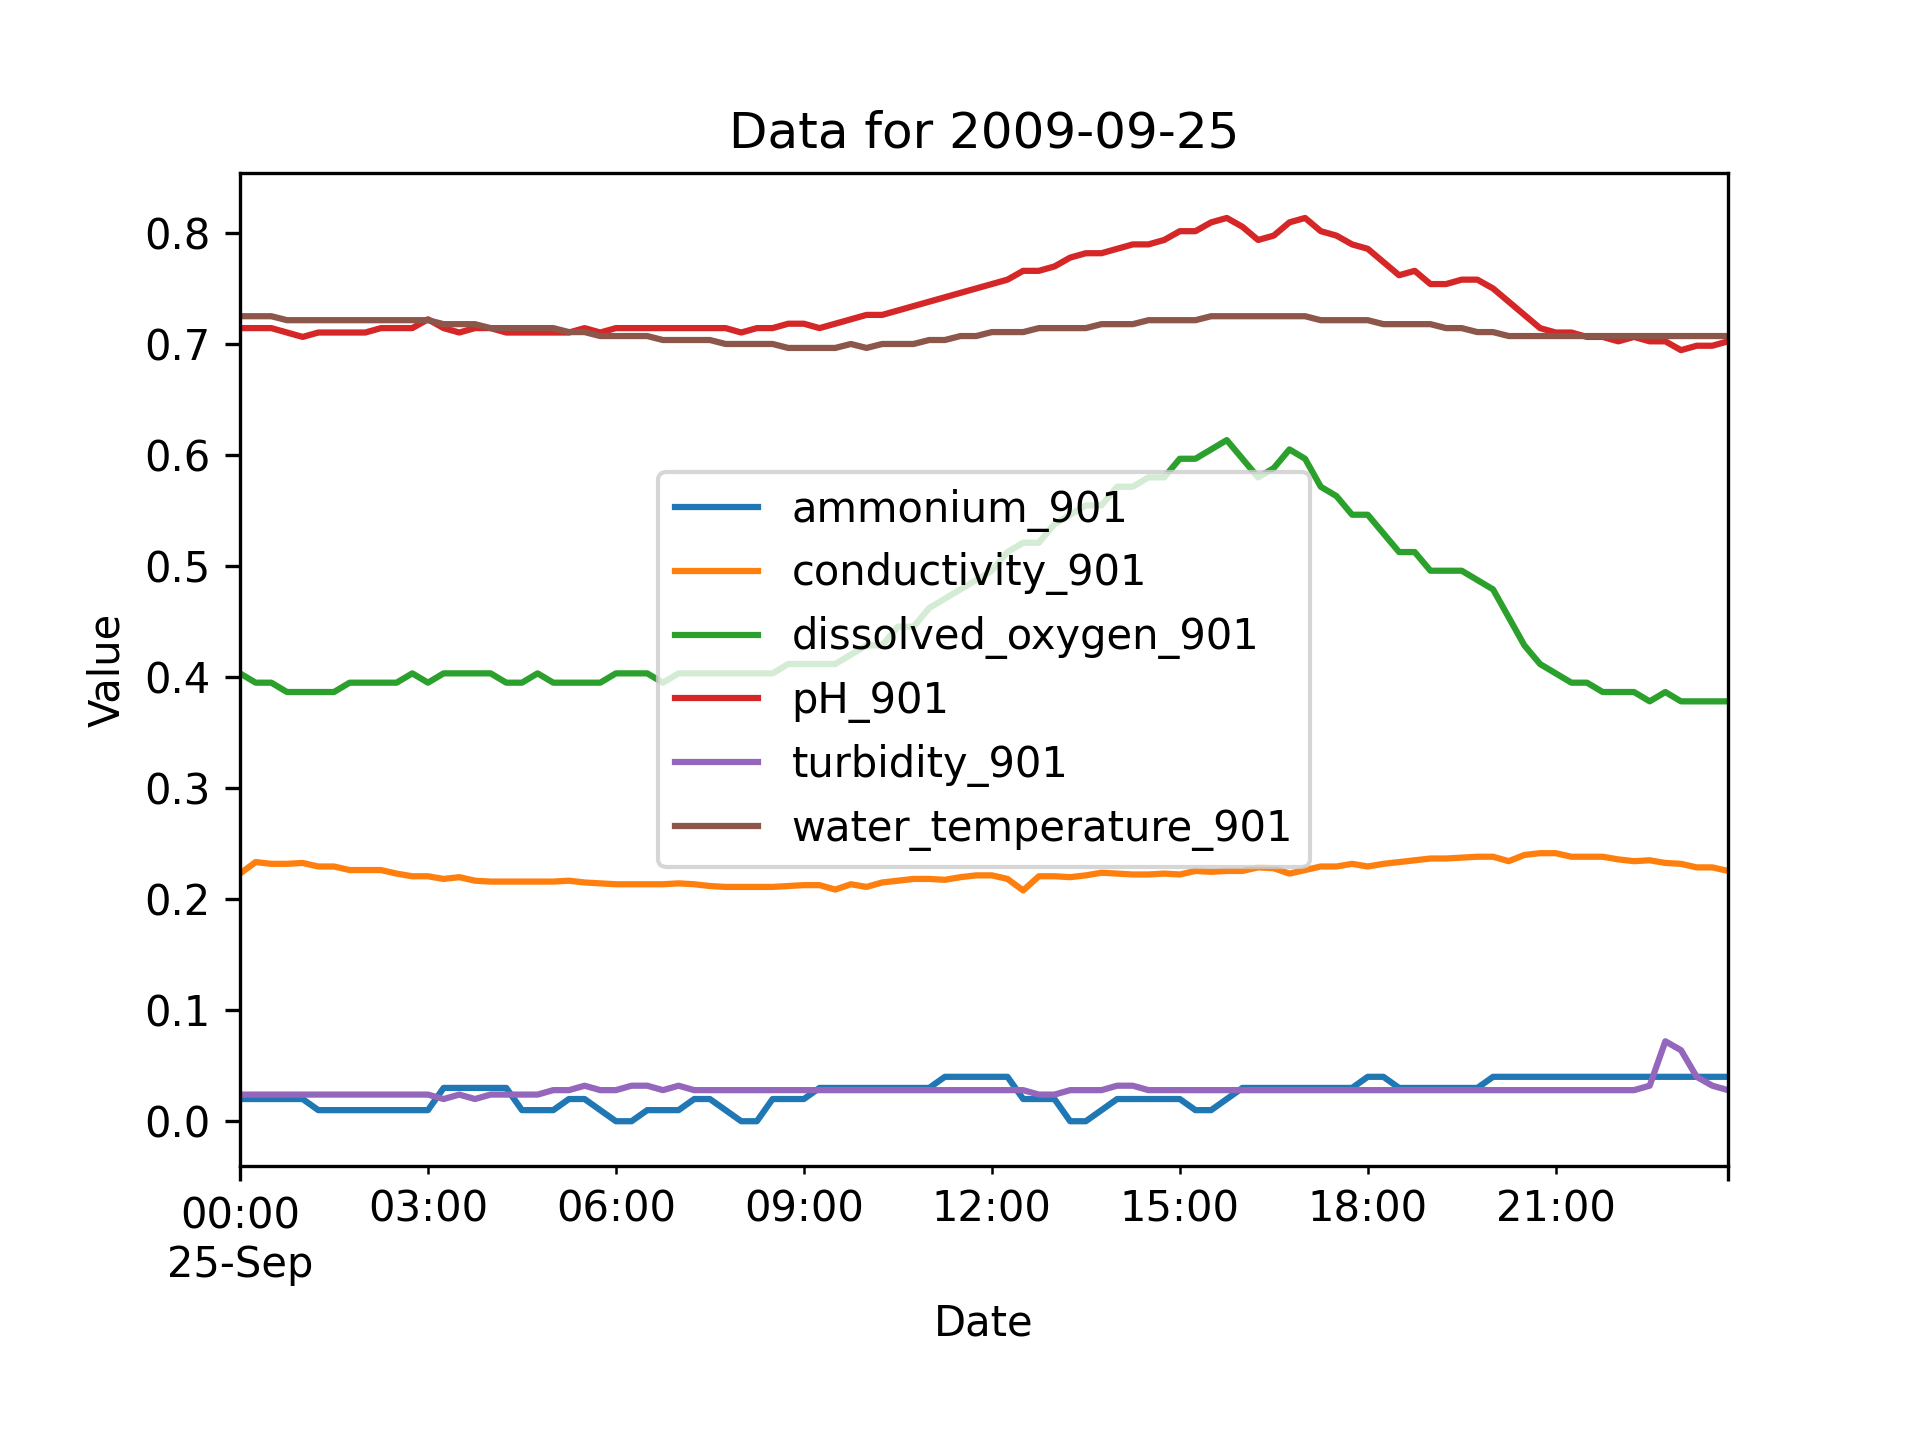 Data for 2009-09-25
Value
0.8
0.7
0.6
0.5
0.4
0.3
0.2
0.1
0.0
ammonium_901
conductivity_901
dissolved_oxygen_901
pH_901
turbidity_901
water_temperature_901
00:00 03:00 06:00 09:00 12:00 15:00 18:00 21:00
25-Sep
Date